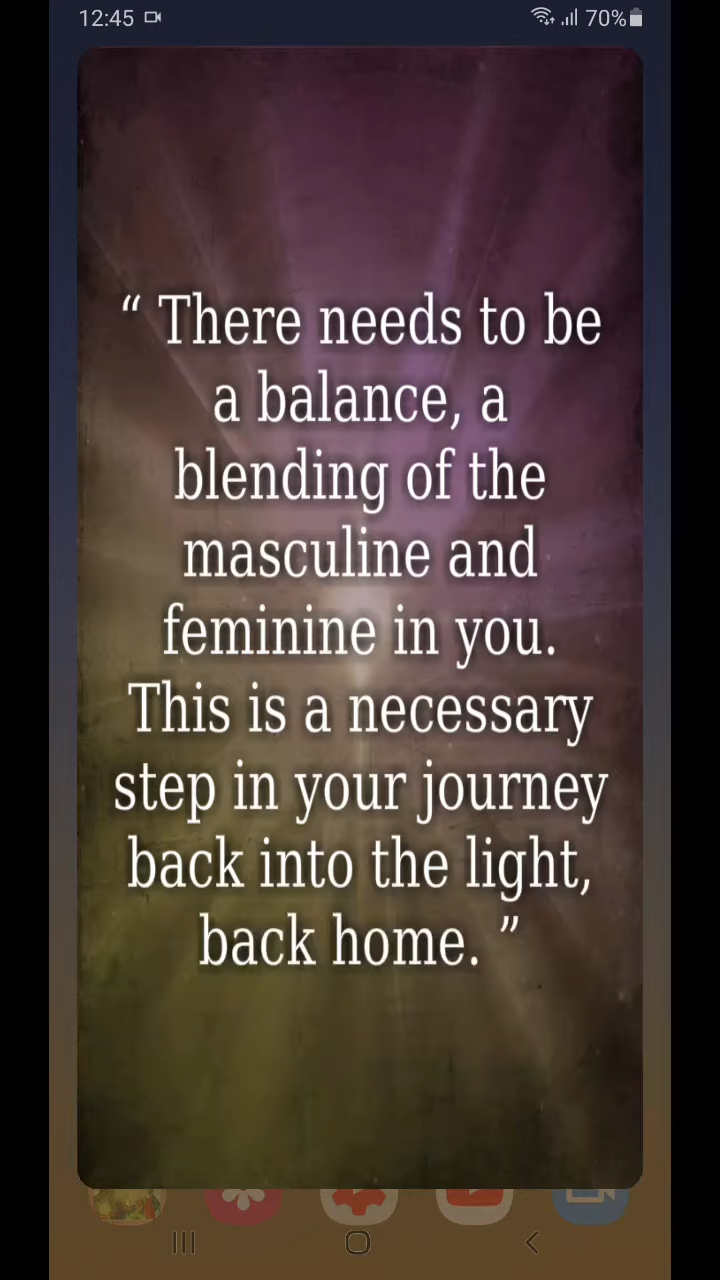 12:45
70%
“ There needs to be
a balance, a
blending of the
masculine and
feminine in you.
This is a necessary
step in your journey
back into the light,
back home. ”